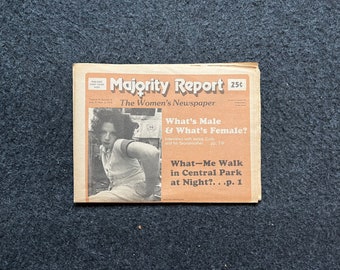 Majority Report
25¢
The Women's Newspaper
What's Male
& What's Female?
What—Me Walk
in Central Park
at Night?. . .p. 1